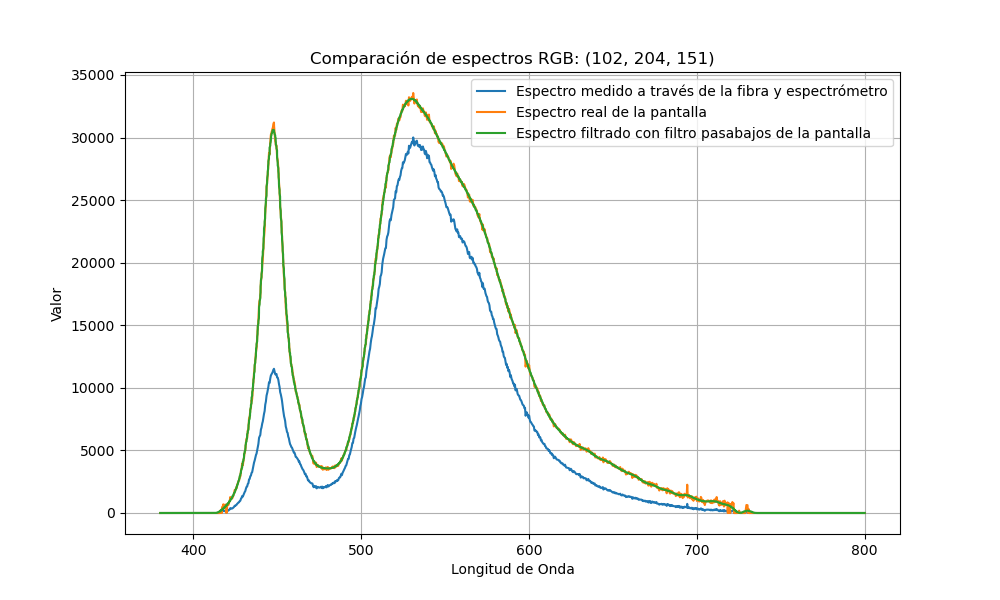 Comparación de espectros RGB: (102, 204, 151)
35000
30000
25000
20000
15000
10000
5000
0
Valor
Espectro medido a través de la fibra y espectrómetro
Espectro real de la pantalla
Espectro filtrado con filtro pasabajos de la pantalla
400
500
600
700
800
Longitud de Onda